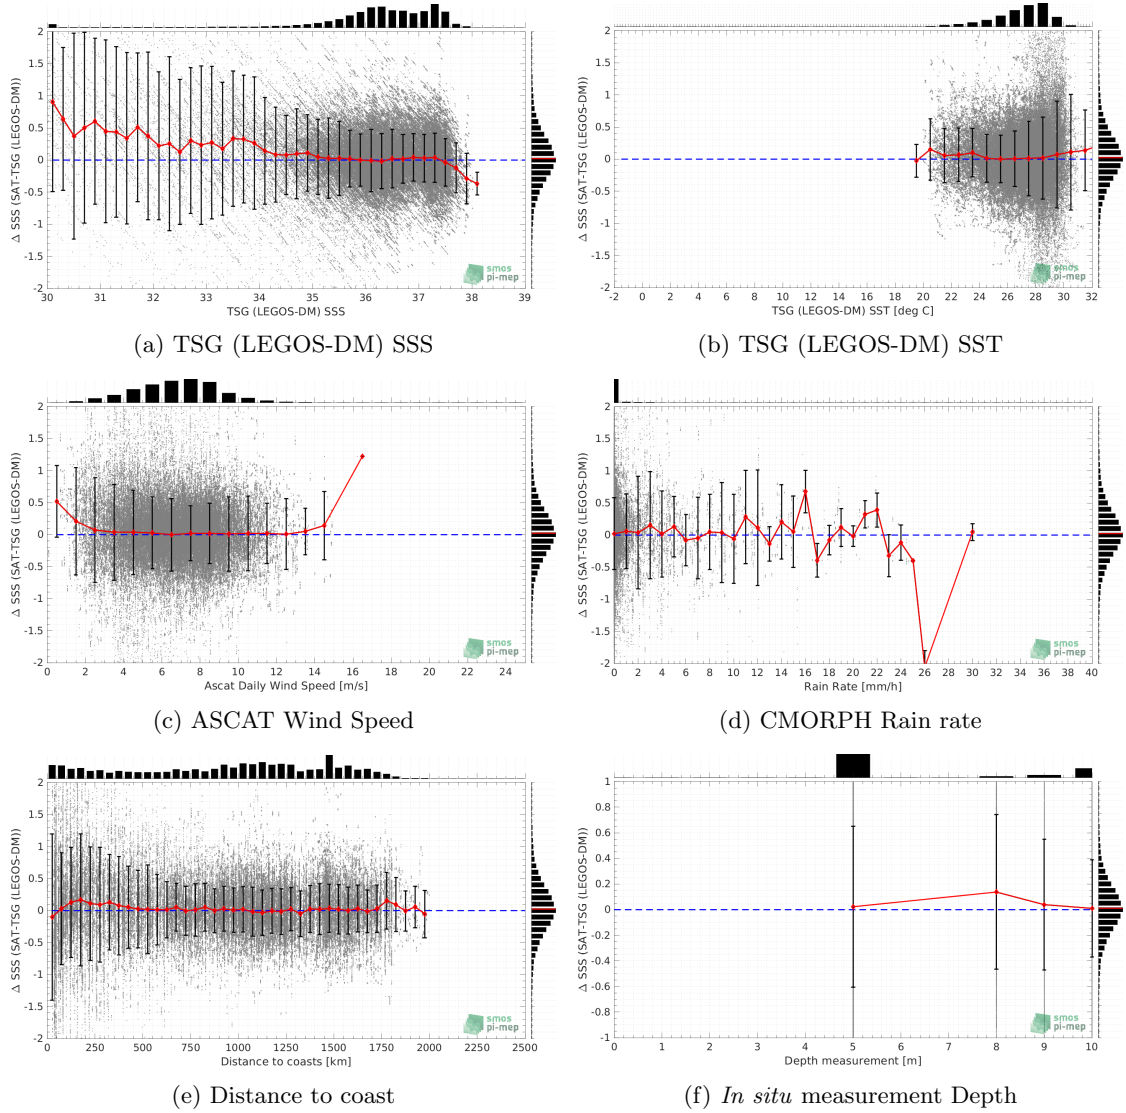 2
1.5
1
0.5
0
-0.5
-1
-1.5
-2
Δ SSS (SAT-TSG (LEGOS-DM))
30 31 32 33 34 35 36 37 38 39
TSG (LEGOS-DM) SSS
smos
pi-mep
(a) TSG (LEGOS-DM) SSS
2
1.5
1
0.5
0
-0.5
-1
-1.5
-2
Δ SSS (SAT-TSG (LEGOS-DM))
-2 0 2 4 6 8 10 12 14 16 18 20 22 24 26 28 30 32
TSG (LEGOS-DM) SST [deg C]
smos
pi-mep
(b) TSG (LEGOS-DM) SST
2
1.5
1
0.5
0
-0.5
-1
-1.5
-2
Δ SSS (SAT-TSG (LEGOS-DM))
0 2 4 6 8 10 12 14 16 18 20 22 24
Ascat Daily Wind Speed [m/s]
smos
pi-mep
(c) ASCAT Wind Speed
2
1.5
1
0.5
0
-0.5
-1
-1.5
-2
Δ SSS (SAT-TSG (LEGOS-DM))
0 2 4 6 8 10 12 14 16 18 20 22 24 26 28 30 32 34 36 38 40
Rain Rate [mm/h]
smos
pi-mep
(d) CMORPH Rain rate
2
1.5
1
0.5
0
-0.5
-1
-1.5
-2
Δ SSS (SAT-TSG (LEGOS-DM))
0 250 500 750 1000 1250 1500 1750 2000 2250 2500
Distance to coasts [km]
smos
pi-mep
(e) Distance to coast
1
0.8
0.6
0.4
0.2
0
-0.2
-0.4
-0.6
-0.8
-1
Δ SSS (SAT-TSG (LEGOS-DM))
0 1 2 3 4 5 6 7 8 9 10
Depth measurement [m]
smos
pi-mep
(f) In situ measurement Depth